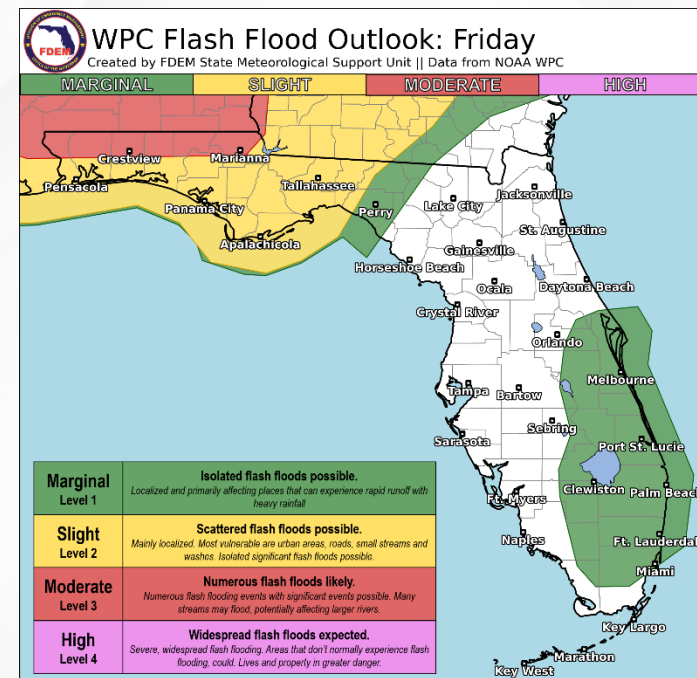 WPC Flash Flood Outlook: Friday
Created by FDEM State Meteorological Support Unit || Data from NOAA WPC
FDEM
MARGINAL SLIGHT MODERATE HIGH
Crestview
Marianna
Pensacola
Tallahassee
Panama City
Perry
Apalachicola
Lake City
Jacksonville
St. Augustine
Gainesville
Horseshoe Beach
Ocala
Daytona Beach
Crystal River
Orlando
Melbourne
Tampa
Bartow
Sebring
Sarasota
Port St. Lucie
Clewiston
Palm Beach
Ft. Myers
Naples
Ft. Lauderdal
Miami
Key Largo
Marathon
Key West
Marginal
Level 1
Isolated flash floods possible.
Localized and primarily affecting places that can experience rapid runoff with
heavy rainfall
Slight
Level 2
Scattered flash floods possible.
Mainly localized. Most vulnerable are urban areas, roads, small streams and
washes. Isolated significant flash floods possible.
Moderate
Level 3
Numerous flash floods likely.
Numerous flash flooding events with significant events possible. Many
streams may flood, potentially affecting larger rivers.
High
Level 4
Widespread flash floods expected.
Severe, widespread flash flooding. Areas that don't normally experience flash
flooding, could. Lives and property in greater danger.